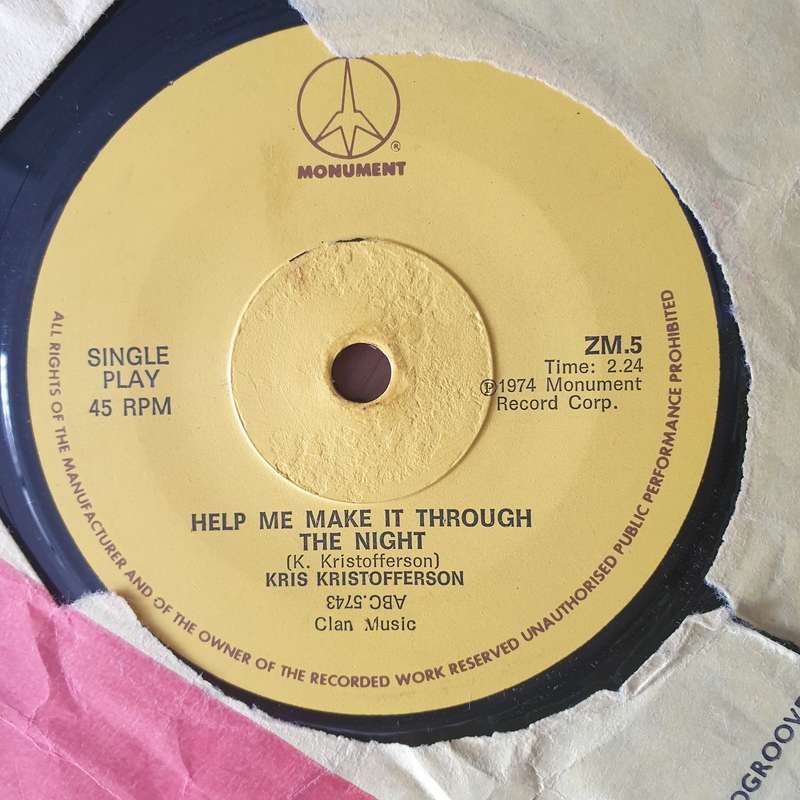 MONUMENT
®
SINGLE
PLAY
45 RPM
ZM.5
Time: 2.24
℗1974 Monument
Record Corp.
HELP ME MAKE IT THROUGH
THE NIGHT
(K. Kristofferson)
KRIS KRISTOFFERSON
ABC.5743
Clan Music
ALL RIGHTS OF THE MANUFACTURER AND OF THE OWNER OF THE RECORDED WORK RESERVED UNAUTHORISED PUBLIC PERFORMANCE PROHIBITED